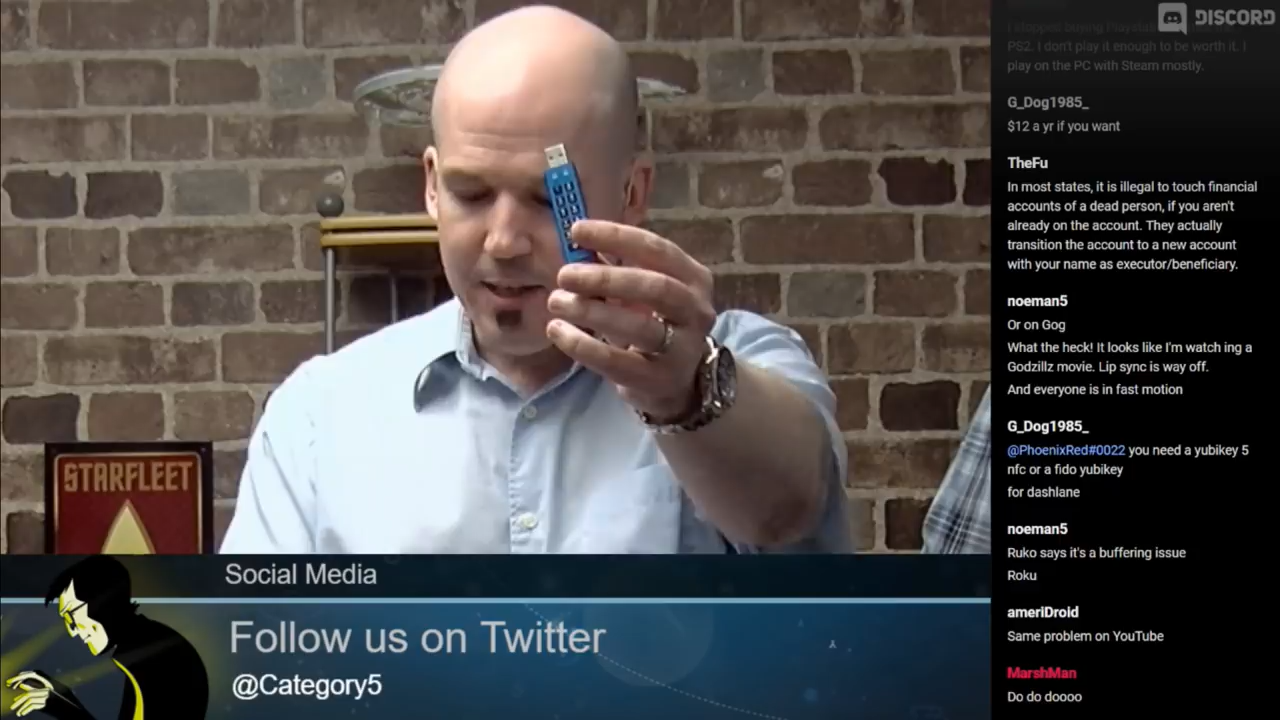 DISCORD
I stopped buying
PS2. I don't play it enough to be worth it. I
play on the PC with Steam mostly.
G_Dog1985_
$12 a yr if you want
TheFu
In most states, it is illegal to touch financial
accounts of a dead person, if you aren't
already on the account. They actually
transition the account to a new account
with your name as executor/beneficiary.
noeman5
Or on Gog
What the heck! It looks like I'm watch ing a
Godzillz movie. Lip sync is way off.
And everyone is in fast motion
G_Dog1985_
@PhoenixRed#0022 you need a yubikey 5
nfc or a fido yubikey
for dashlane
noeman5
Ruko says it's a buffering issue
Roku
ameriDroid
Same problem on YouTube
MarshMan
Do do doooo
STARFLEET
Social Media
Follow us on Twitter
@Category5